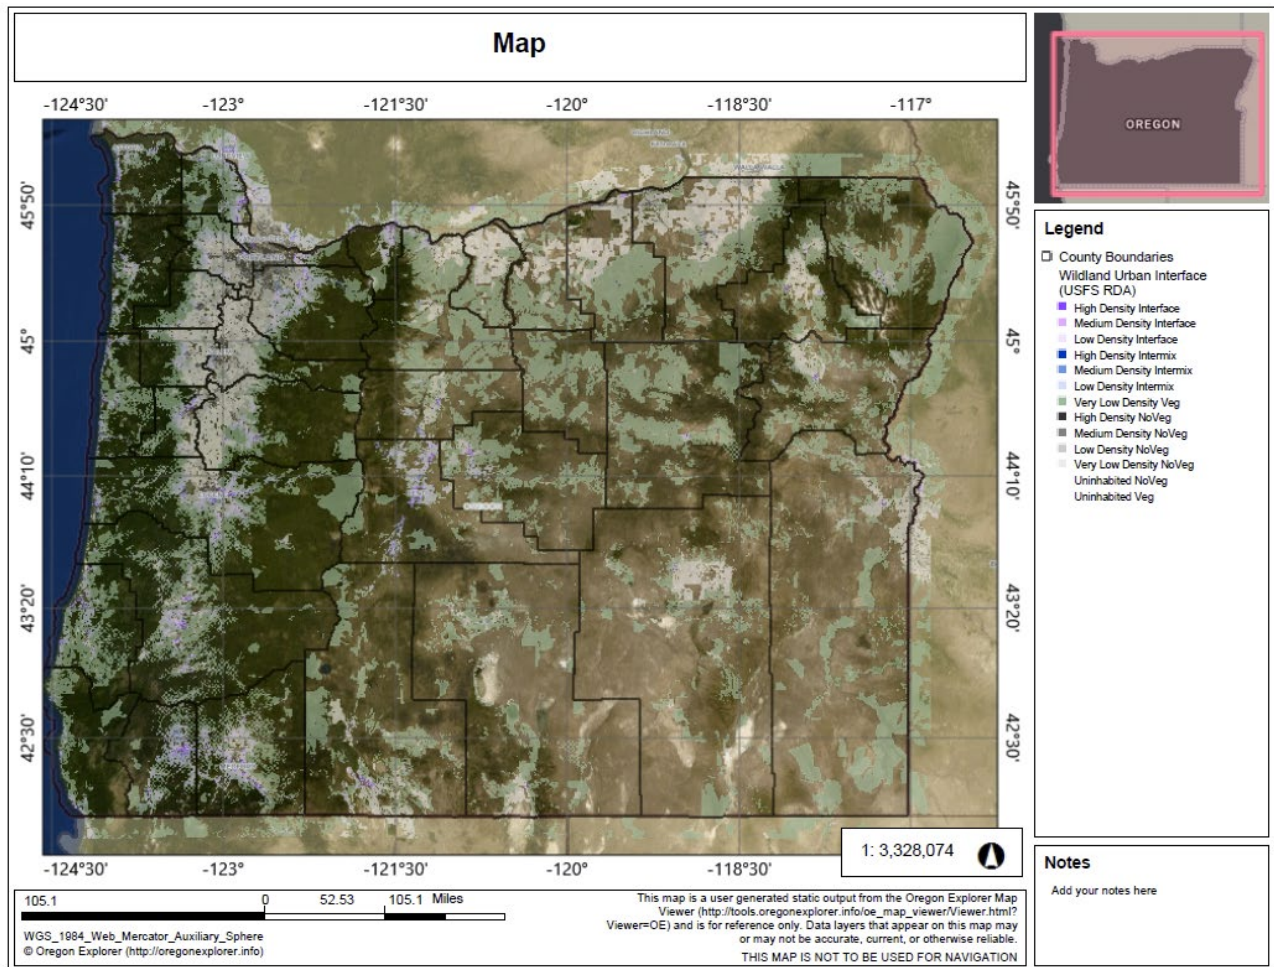 Map
-124°30' -123° -121°30' -120° -118°30' -117°
45°50'
45°
44°10'
43°20'
42°30'
45°50'
45°
44°10'
43°20'
42°30'
-124°30' -123° -121°30' -120° -118°30'
1: 3,328,074
105.1 0 52.53 105.1 Miles
WGS_1984_Web_Mercator_Auxiliary_Sphere
© Oregon Explorer (http://oregonexplorer.info)
This map is a user generated static output from the Oregon Explorer Map
Viewer (http://tools.oregonexplorer.info/oe_map_viewer/Viewer.html?
Viewer=OE) and is for reference only. Data layers that appear on this map may
or may not be accurate, current, or otherwise reliable.
THIS MAP IS NOT TO BE USED FOR NAVIGATION
OREGON
Legend
County Boundaries
Wildland Urban Interface
(USFS RDA)
High Density Interface
Medium Density Interface
Low Density Interface
High Density Intermix
Medium Density Intermix
Low Density Intermix
Very Low Density Veg
High Density NoVeg
Medium Density NoVeg
Low Density NoVeg
Very Low Density NoVeg
Uninhabited NoVeg
Uninhabited Veg
Notes
Add your notes here